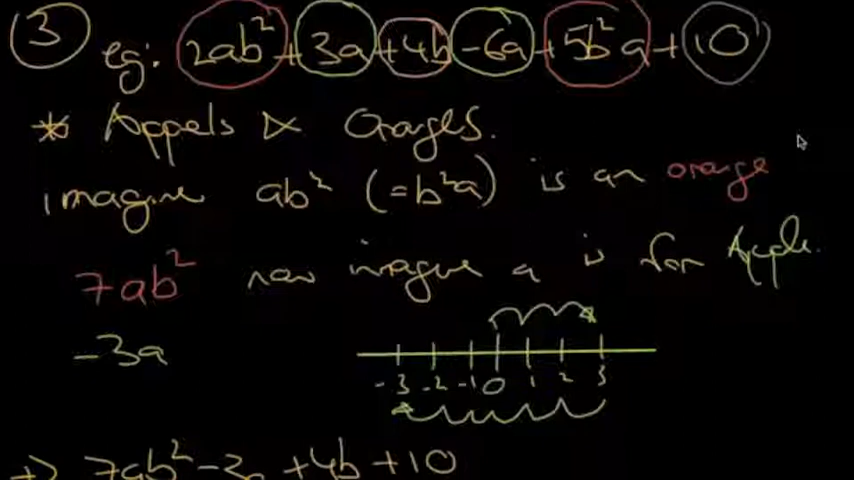 3 eg: 2ab² + 3a + 4b - 6a + 5b²a + 10
* Appels & Oranges.
imagine ab² (= b²a) is an orange
7ab² now imagine a is for Apple.
-3a
-3 -2 -1 0 1 2 3
=> 7ab² - 3a + 4b + 10